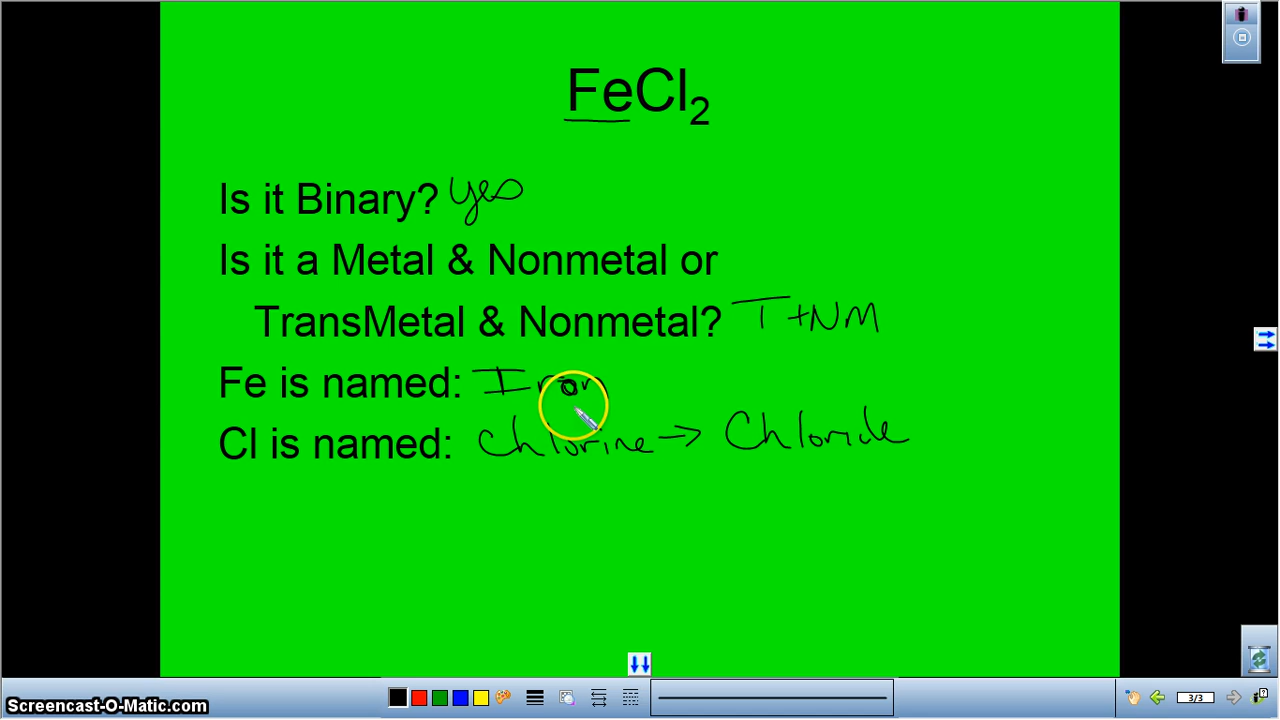 FeCl₂
Is it Binary? yes
Is it a Metal & Nonmetal or
TransMetal & Nonmetal? T+NM
Fe is named: Iron
Cl is named: Chlorine → Chloride
3/3
Screencast-O-Matic.com